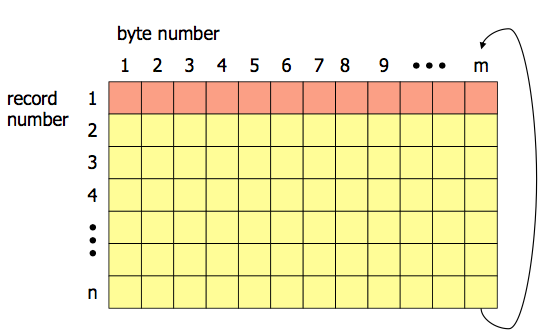 byte number
1 2 3 4 5 6 7 8 9 ••• m
record
number
1
2
3
4
•
•
•
n